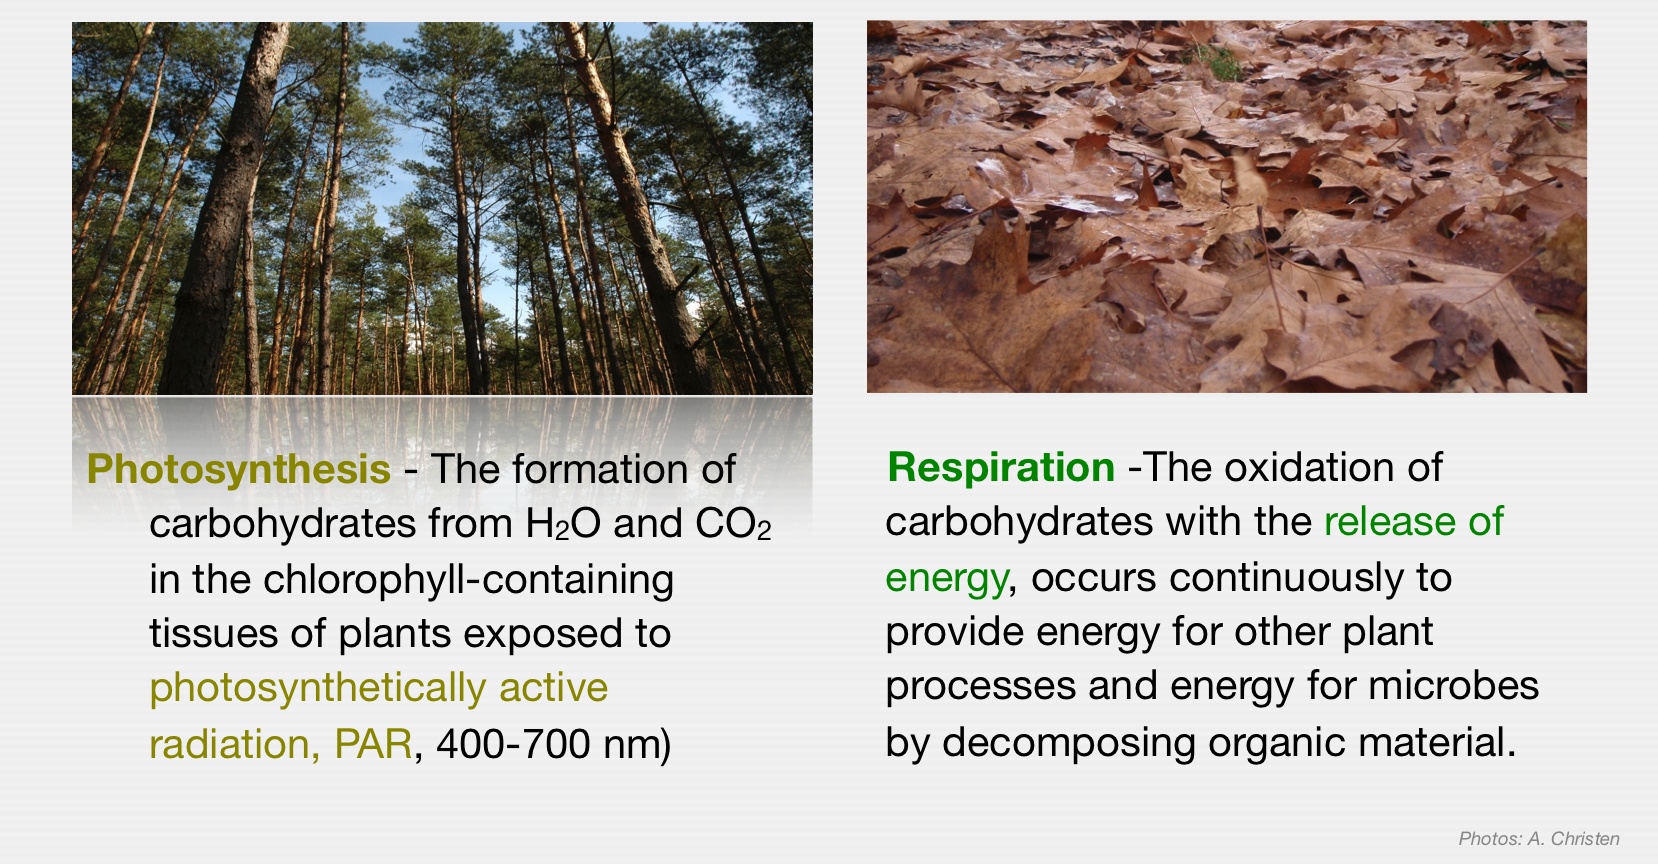 Photosynthesis - The formation of
carbohydrates from H₂O and CO₂
in the chlorophyll-containing
tissues of plants exposed to
photosynthetically active
radiation, PAR, 400-700 nm)
Respiration -The oxidation of
carbohydrates with the release of
energy, occurs continuously to
provide energy for other plant
processes and energy for microbes
by decomposing organic material.
Photos: A. Christen